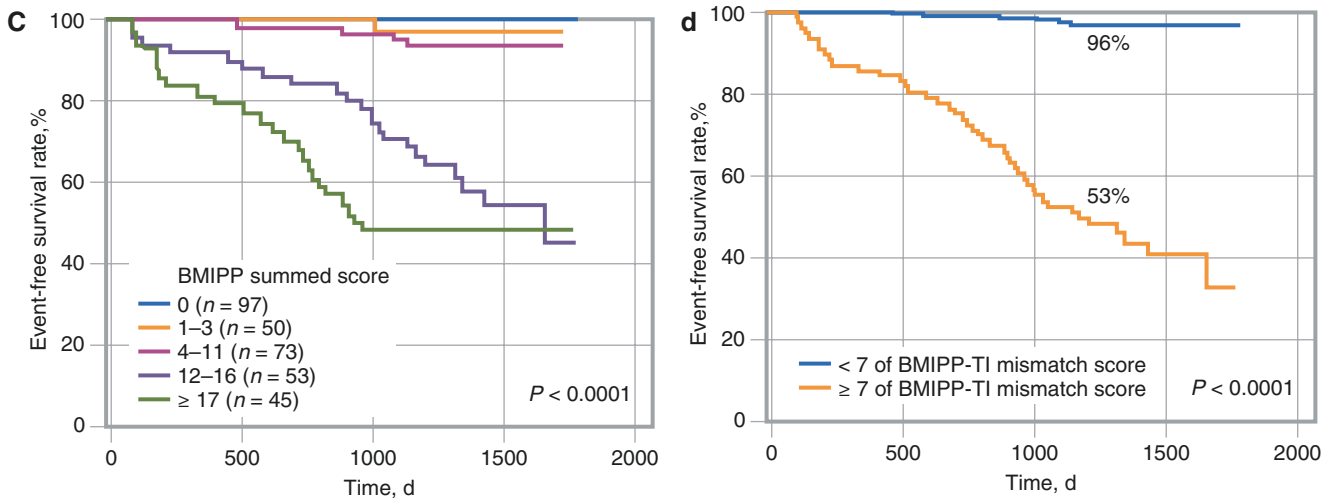 C
Event-free survival rate,%
100
80
60
40
20
0
BMIPP summed score
0 (n = 97)
1–3 (n = 50)
4–11 (n = 73)
12–16 (n = 53)
≥ 17 (n = 45)
P < 0.0001
0 500 1000 1500 2000
Time, d
d
Event-free survival rate,%
100
80
60
40
20
0
96%
53%
< 7 of BMIPP-TI mismatch score
≥ 7 of BMIPP-TI mismatch score
P < 0.0001
0 500 1000 1500 2000
Time, d